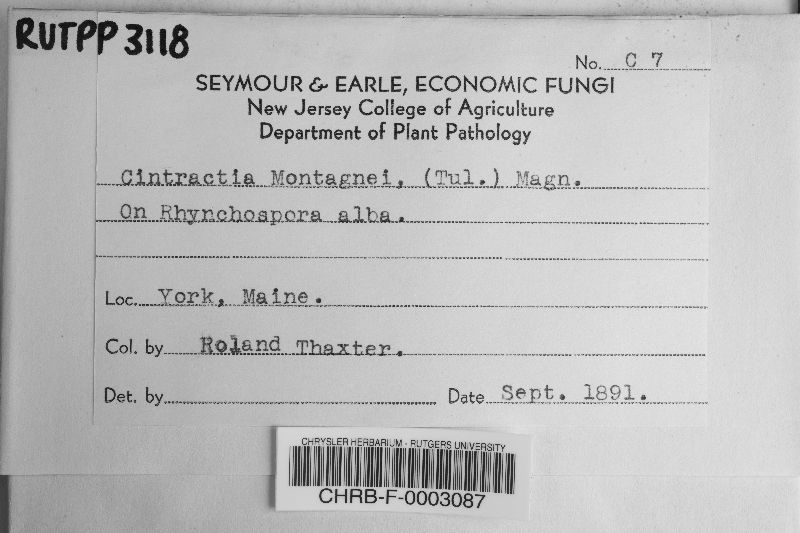 RUTPP 3118
No. C 7
SEYMOUR & EARLE, ECONOMIC FUNGI
New Jersey College of Agriculture
Department of Plant Pathology
Cintractia Montagnei, (Tul.) Magn.
On Rhynchospora alba.
Loc. York, Maine.
Col. by Roland Thaxter.
Det. by Date Sept. 1891.
CHRYSLER HERBARIUM - RUTGERS UNIVERSITY
CHRB-F-0003087